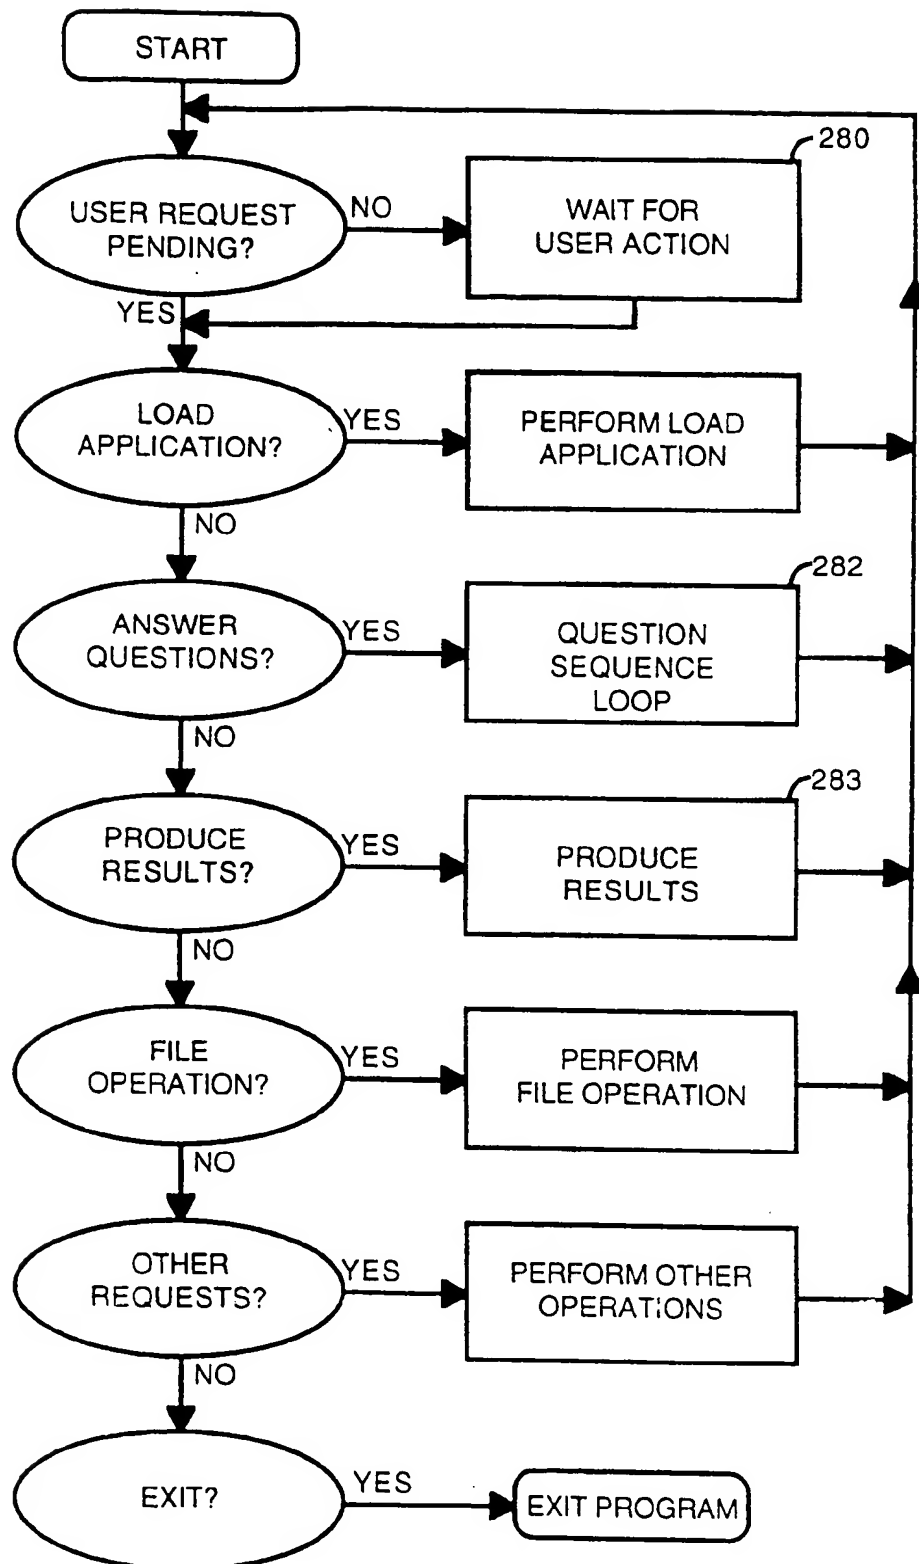 START
280
USER REQUEST
PENDING?
NO
WAIT FOR
USER ACTION
YES
LOAD
APPLICATION?
YES
PERFORM LOAD
APPLICATION
NO
282
ANSWER
QUESTIONS?
YES
QUESTION
SEQUENCE
LOOP
NO
283
PRODUCE
RESULTS?
YES
PRODUCE
RESULTS
NO
FILE
OPERATION?
YES
PERFORM
FILE OPERATION
NO
OTHER
REQUESTS?
YES
PERFORM OTHER
OPERATIONS
NO
EXIT?
YES
EXIT PROGRAM